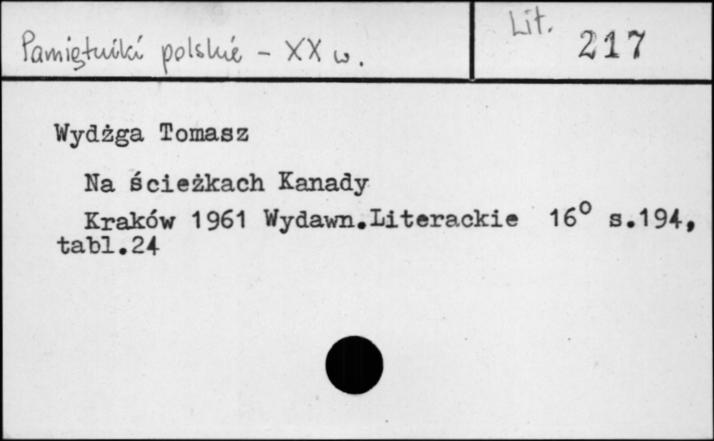 Pamiętniki polskie - XX w.
Lit.
217
Wydżga Tomasz
Na ścieżkach Kanady
Kraków 1961 Wydawn.Literackie 16° s.194,
tabl.24